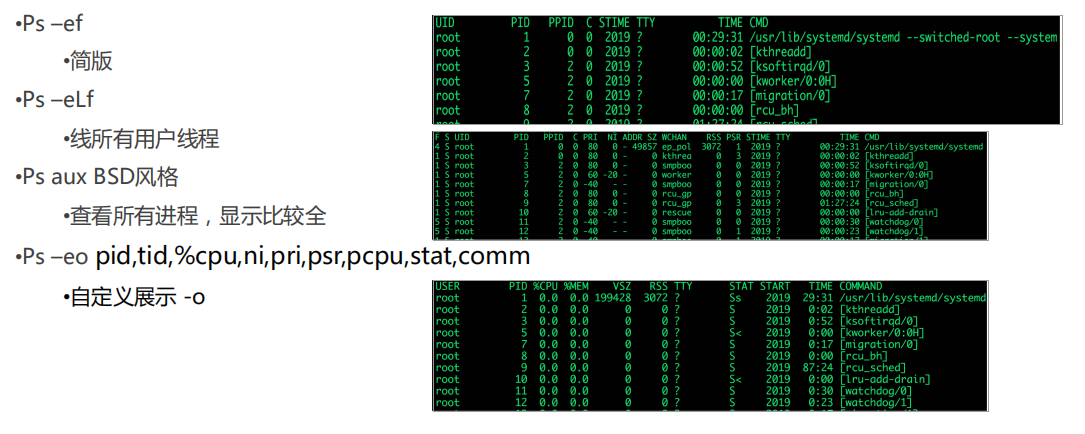 •Ps –ef
•简版
•Ps –eLf
•线所有用户线程
•Ps aux BSD风格
•查看所有进程，显示比较全
•Ps –eo pid,tid,%cpu,ni,pri,psr,pcpu,stat,comm
•自定义展示 -o
UID PID PPID C STIME TTY TIME CMD
root 1 0 0 2019 ? 00:29:31 /usr/lib/systemd/systemd --switched-root --system
root 2 0 0 2019 ? 00:00:02 [kthreadd]
root 3 2 0 2019 ? 00:00:52 [ksoftirqd/0]
root 5 2 0 2019 ? 00:00:00 [kworker/0:0H]
root 7 2 0 2019 ? 00:00:17 [migration/0]
root 8 2 0 2019 ? 00:00:00 [rcu_bh]
root 9 2 0 2019 ? 01:27:24 [rcu_sched]
F S UID PID PPID C PRI NI ADDR SZ WCHAN RSS PSR STIME TTY TIME CMD
4 S root 1 0 0 80 0 - 49857 ep_pol 3072 1 2019 ? 00:29:31 /usr/lib/systemd/systemd
1 S root 2 0 0 80 0 - 0 kthrea 0 3 2019 ? 00:00:02 [kthreadd]
1 S root 3 2 0 80 0 - 0 smpboo 0 0 2019 ? 00:00:52 [ksoftirqd/0]
1 S root 5 2 0 60 -20 - 0 worker 0 0 2019 ? 00:00:00 [kworker/0:0H]
1 S root 7 2 0 -40 - - 0 smpboo 0 0 2019 ? 00:00:17 [migration/0]
1 S root 8 2 0 80 0 - 0 rcu_gp 0 0 2019 ? 00:00:00 [rcu_bh]
1 S root 9 2 0 80 0 - 0 rcu_gp 0 3 2019 ? 01:27:24 [rcu_sched]
1 S root 10 2 0 60 -20 - 0 rescue 0 0 2019 ? 00:00:00 [lru-add-drain]
5 S root 11 2 0 -40 - - 0 smpboo 0 0 2019 ? 00:00:30 [watchdog/0]
5 S root 12 2 0 -40 - - 0 smpboo 0 1 2019 ? 00:00:23 [watchdog/1]
USER PID %CPU %MEM VSZ RSS TTY STAT START TIME COMMAND
root 1 0.0 0.0 199428 3072 ? Ss 2019 29:31 /usr/lib/systemd/systemd
root 2 0.0 0.0 0 0 ? S 2019 0:02 [kthreadd]
root 3 0.0 0.0 0 0 ? S 2019 0:52 [ksoftirqd/0]
root 5 0.0 0.0 0 0 ? S< 2019 0:00 [kworker/0:0H]
root 7 0.0 0.0 0 0 ? S 2019 0:17 [migration/0]
root 8 0.0 0.0 0 0 ? S 2019 0:00 [rcu_bh]
root 9 0.0 0.0 0 0 ? S 2019 87:24 [rcu_sched]
root 10 0.0 0.0 0 0 ? S< 2019 0:00 [lru-add-drain]
root 11 0.0 0.0 0 0 ? S 2019 0:30 [watchdog/0]
root 12 0.0 0.0 0 0 ? S 2019 0:23 [watchdog/1]